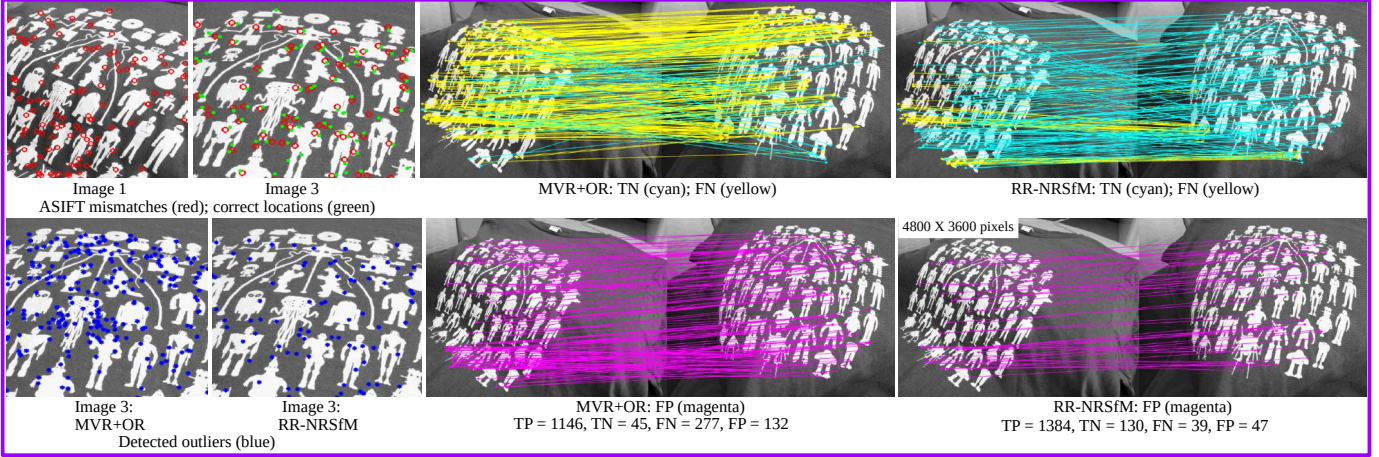 Image 1
Image 3
ASIFT mismatches (red); correct locations (green)
MVR+OR: TN (cyan); FN (yellow)
RR-NRSfM: TN (cyan); FN (yellow)
4800 X 3600 pixels
Image 3:
MVR+OR
Image 3:
RR-NRSfM
Detected outliers (blue)
MVR+OR: FP (magenta)
TP = 1146, TN = 45, FN = 277, FP = 132
RR-NRSfM: FP (magenta)
TP = 1384, TN = 130, FN = 39, FP = 47